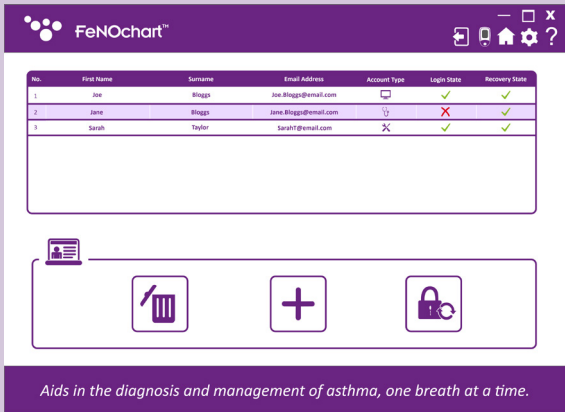 FeNOchart™
No. First Name Surname Email Address Account Type Login State Recovery State
1 Joe Bloggs Joe.Bloggs@email.com
2 Jane Bloggs Jane.Bloggs@email.com
3 Sarah Taylor SarahT@email.com
Aids in the diagnosis and management of asthma, one breath at a time.